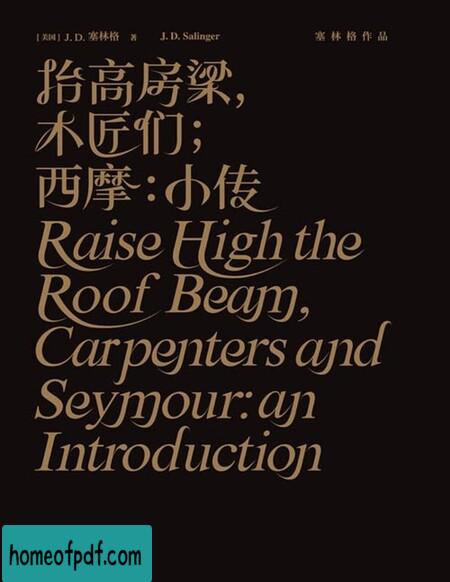 [美国] J. D. 塞林格 著 J. D. Salinger 塞林格作品
抬高房梁，
木匠们；
西摩：小传
Raise High the
Roof Beam,
Carpenters and
Seymour: an
Introduction
homeofpdf.com